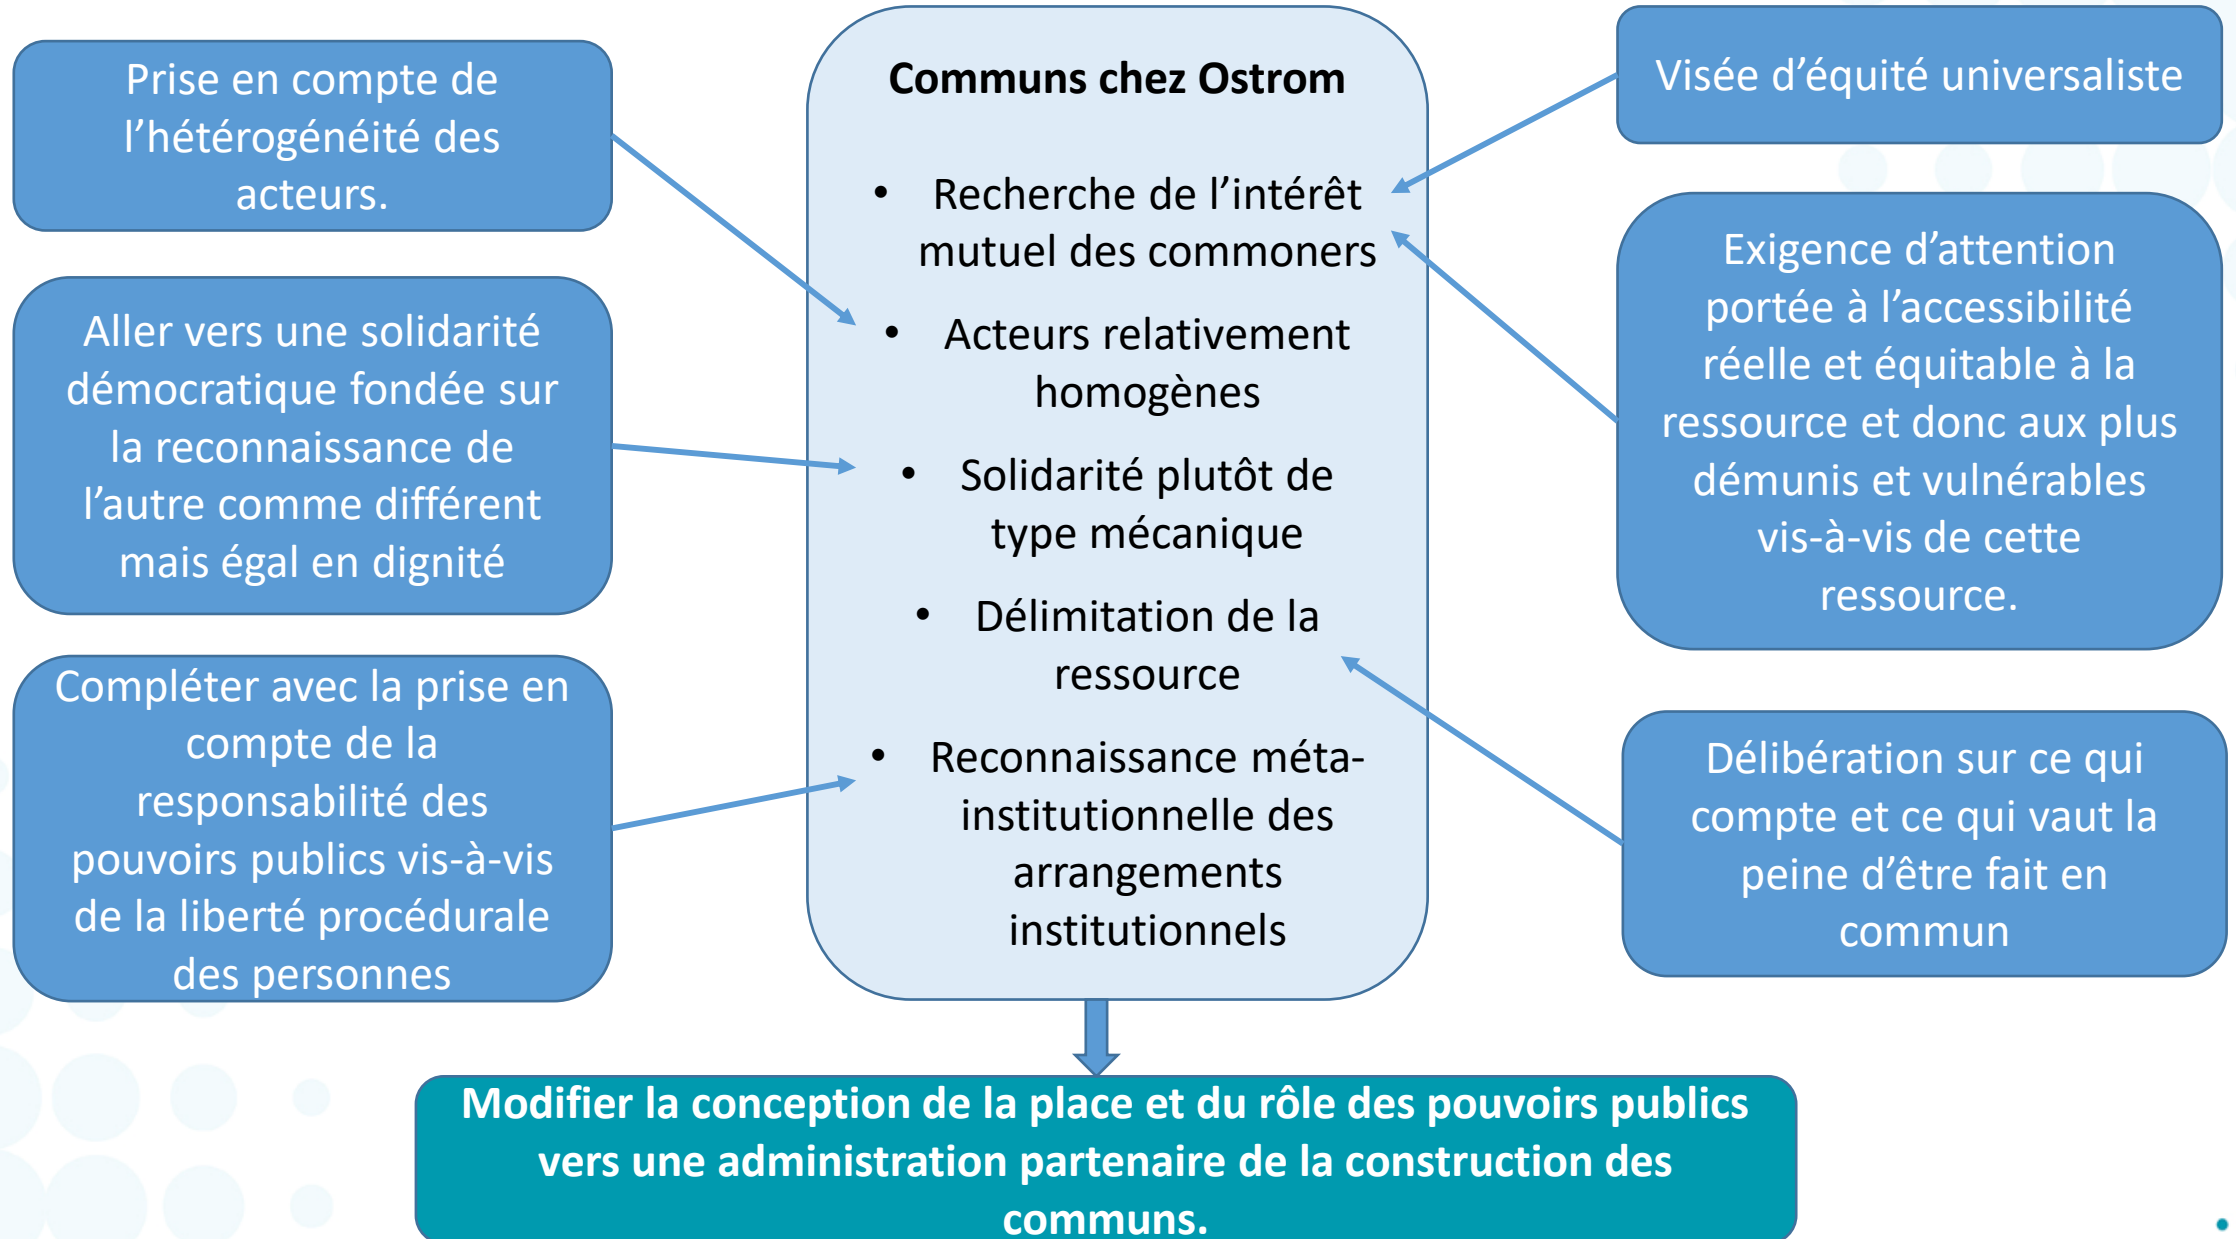 Prise en compte de
l’hétérogénéité des
acteurs.
Aller vers une solidarité
démocratique fondée sur
la reconnaissance de
l’autre comme différent
mais égal en dignité
Compléter avec la prise en
compte de la
responsabilité des
pouvoirs publics vis-à-vis
de la liberté procédurale
des personnes
Communs chez Ostrom
• Recherche de l’intérêt
mutuel des commoners
• Acteurs relativement
homogènes
• Solidarité plutôt de
type mécanique
• Délimitation de la
ressource
• Reconnaissance méta-
institutionnelle des
arrangements
institutionnels
Visée d’équité universaliste
Exigence d’attention
portée à l’accessibilité
réelle et équitable à la
ressource et donc aux plus
démunis et vulnérables
vis-à-vis de cette
ressource.
Délibération sur ce qui
compte et ce qui vaut la
peine d’être fait en
commun
Modifier la conception de la place et du rôle des pouvoirs publics
vers une administration partenaire de la construction des
communs.